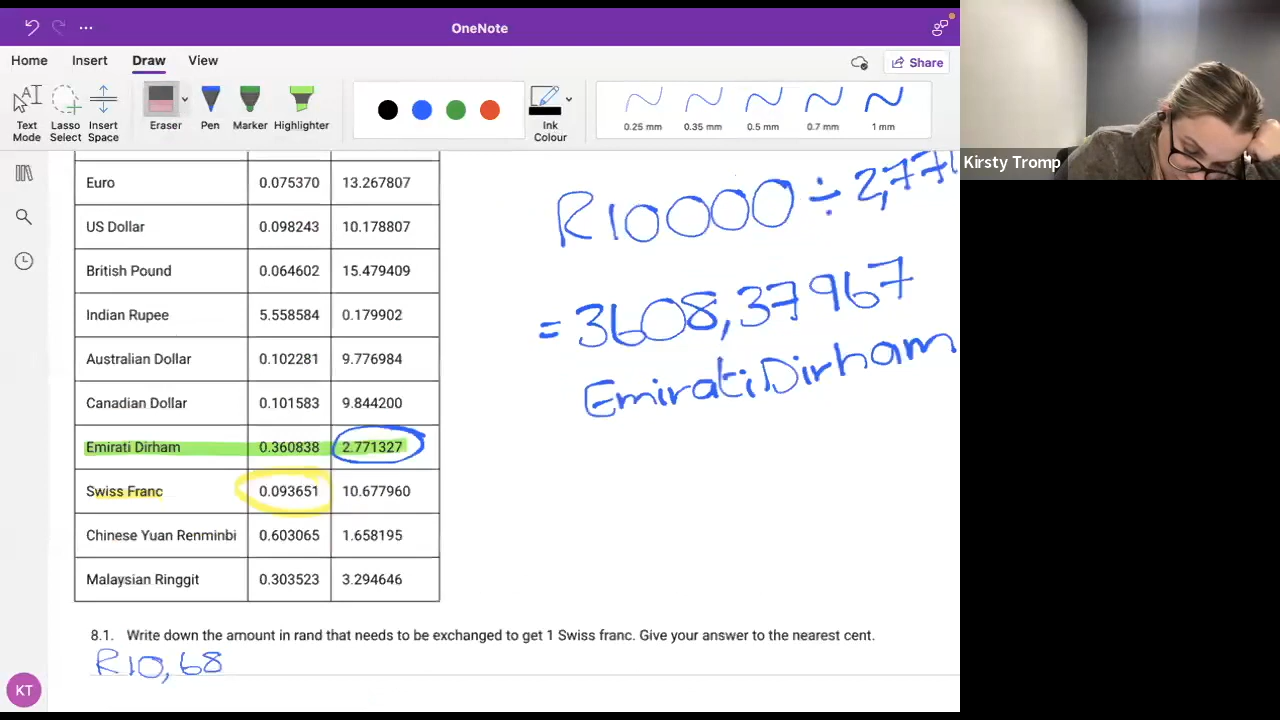 OneNote
Home Insert Draw View
Share
Text Mode
Lasso Select
Insert Space
Eraser
Pen
Marker
Highlighter
Ink Colour
0.25 mm
0.35 mm
0.5 mm
0.7 mm
1 mm
Kirsty Tromp
Euro 0.075370 13.267807
US Dollar 0.098243 10.178807
British Pound 0.064602 15.479409
Indian Rupee 5.558584 0.179902
Australian Dollar 0.102281 9.776984
Canadian Dollar 0.101583 9.844200
Emirati Dirham 0.360838 2.771327
Swiss Franc 0.093651 10.677960
Chinese Yuan Renminbi 0.603065 1.658195
Malaysian Ringgit 0.303523 3.294646
R10000 ÷ 2,771
= 3608,37967
Emirati Dirham
8.1. Write down the amount in rand that needs to be exchanged to get 1 Swiss franc. Give your answer to the nearest cent.
R10,68
KT